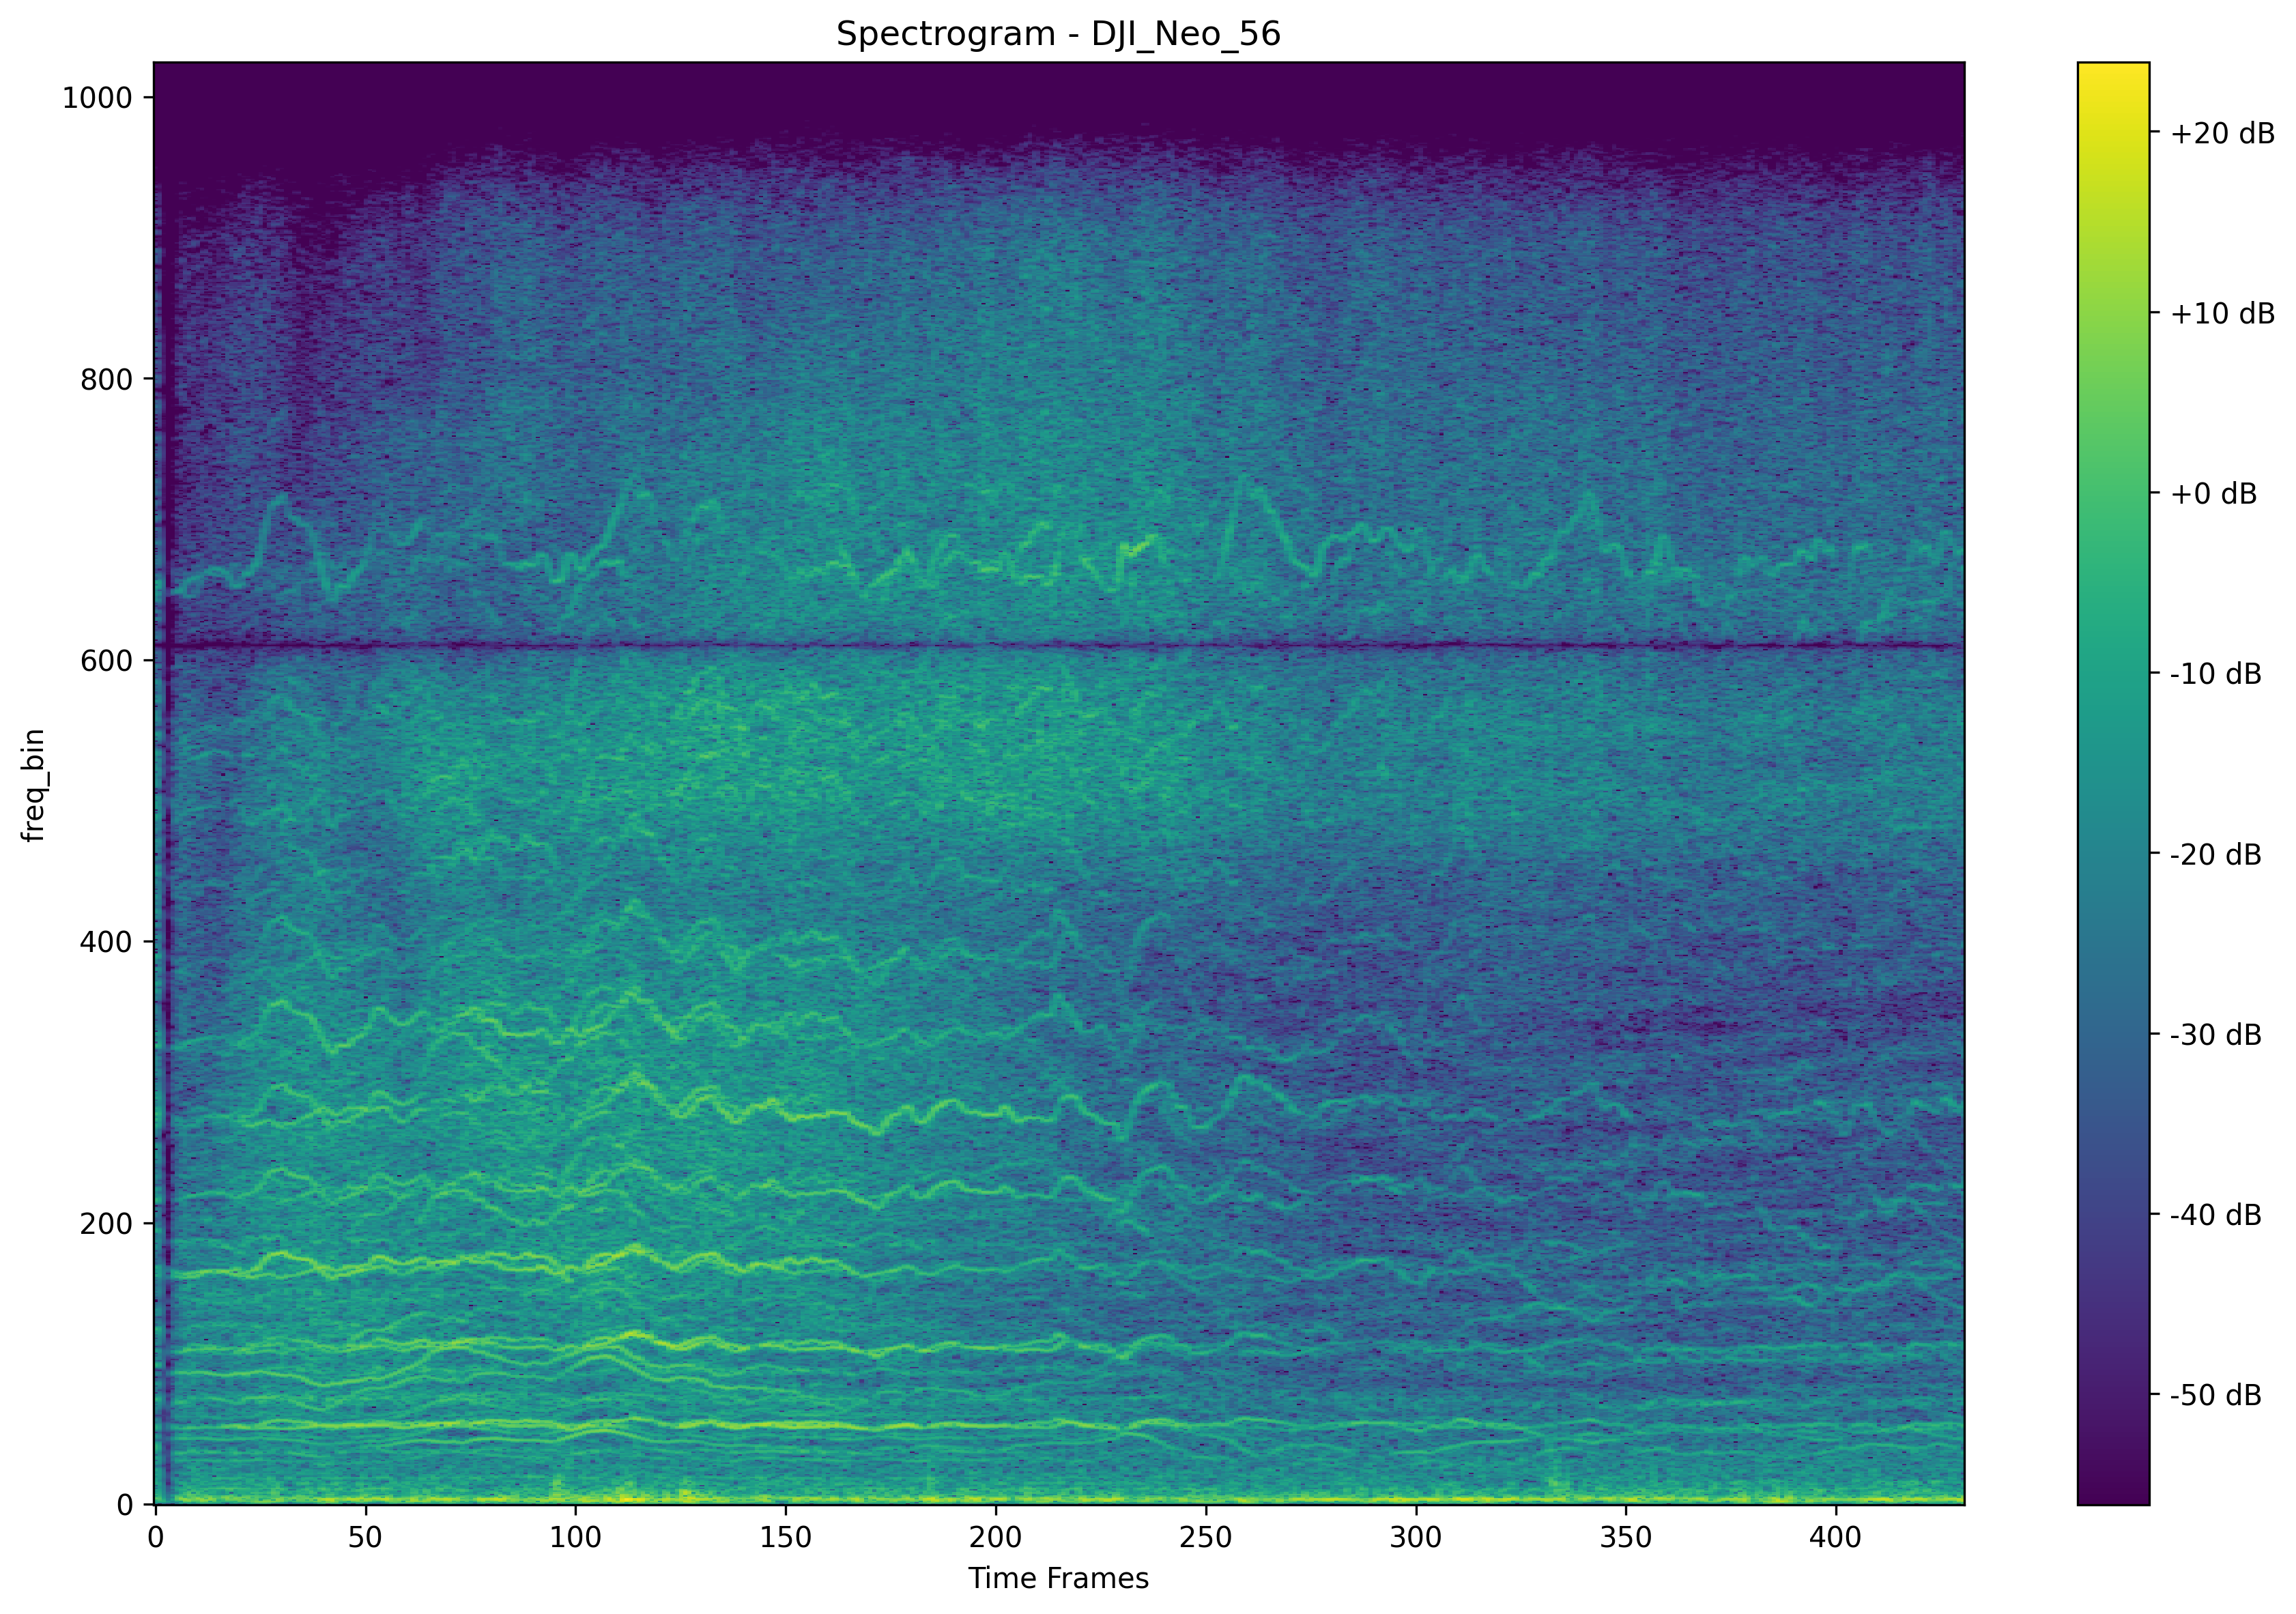 Spectrogram - DJI_Neo_56
freq_bin
1000
800
600
400
200
0
0 50 100 150 200 250 300 350 400
Time Frames
+20 dB
+10 dB
+0 dB
-10 dB
-20 dB
-30 dB
-40 dB
-50 dB